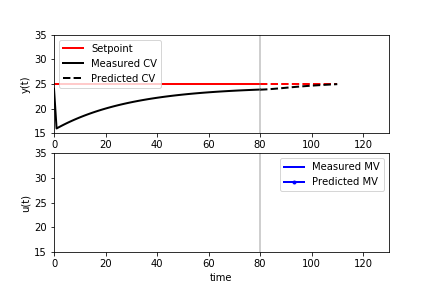 35
30
25
20
15
y(t)
Setpoint
Measured CV
Predicted CV
0 20 40 60 80 100 120
35
30
25
20
15
u(t)
Measured MV
Predicted MV
0 20 40 60 80 100 120
time